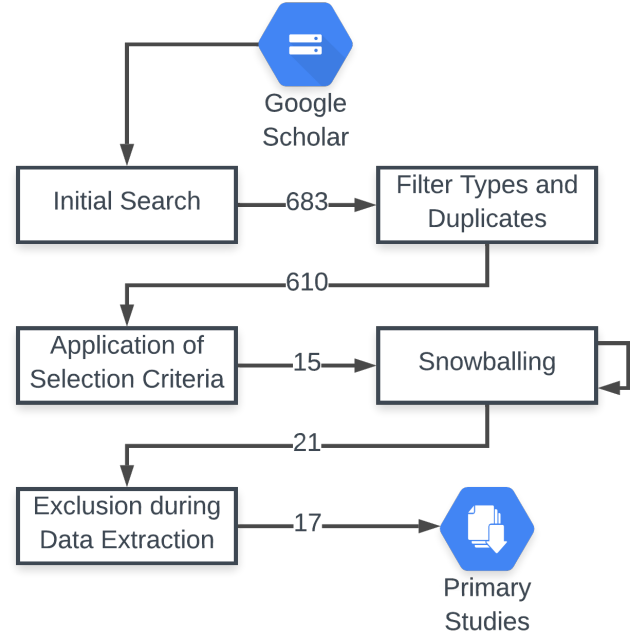 Google
Scholar
Initial Search
683
Filter Types and
Duplicates
610
Application of
Selection Criteria
15
Snowballing
21
Exclusion during
Data Extraction
17
Primary
Studies